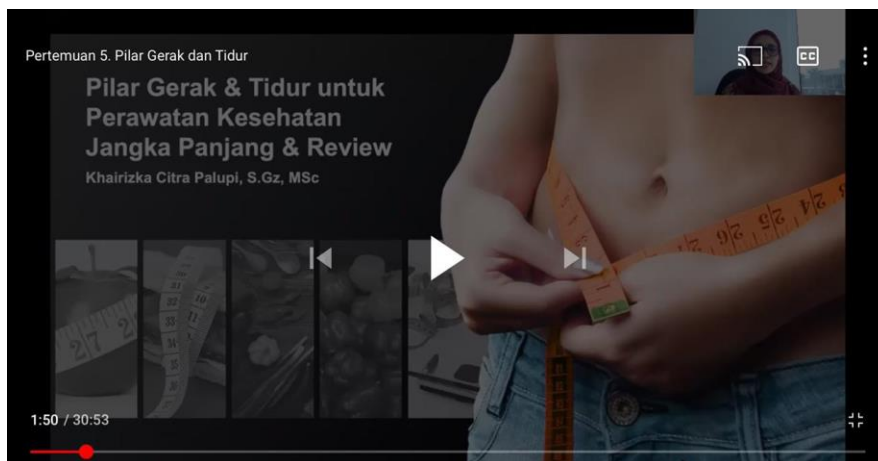 Pertemuan 5. Pilar Gerak dan Tidur
CC
Pilar Gerak & Tidur untuk
Perawatan Kesehatan
Jangka Panjang & Review
Khairizka Citra Palupi, S.Gz, MSc
1:50 / 30:53